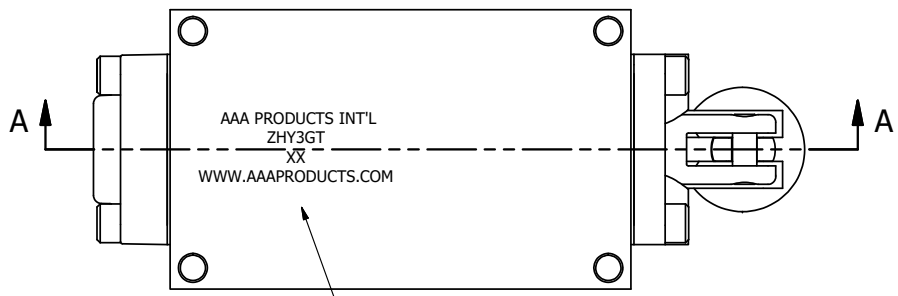 A
A
AAA PRODUCTS INT'L
ZHY3GT
XX
WWW.AAAPRODUCTS.COM